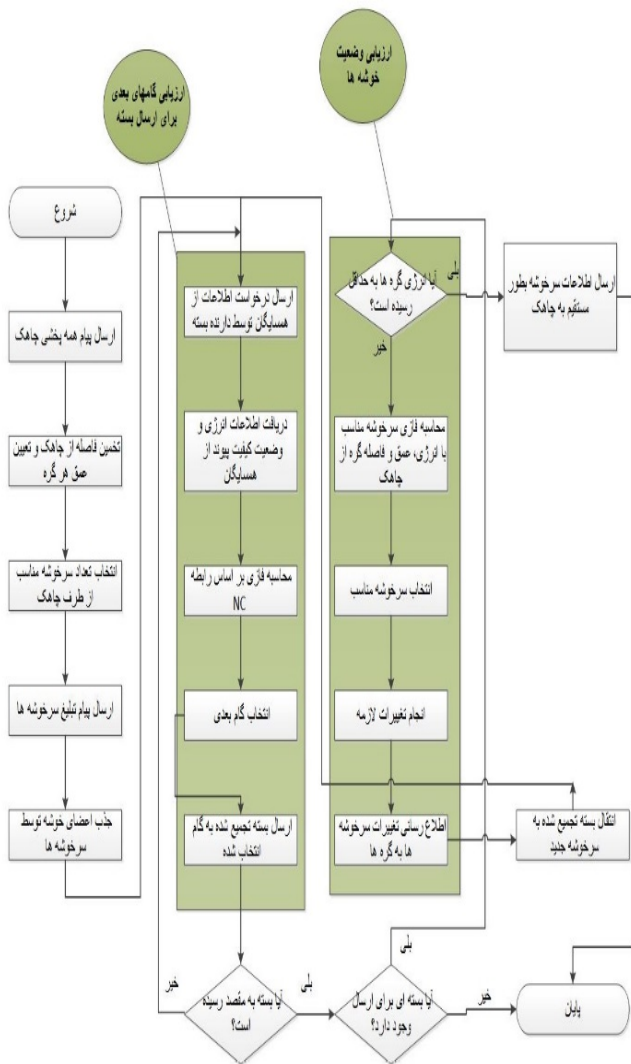 ارزیابی وضعیت
خوشه ها
ارزیابی گامهای بعدی
برای ارسال بسته
شروع
ارسال پیام همه پخشی چاهک
تخمین فاصله از چاهک و تعیین
عمق هر گره
انتخاب تعداد سرخوشه مناسب
از طرف چاهک
ارسال پیام تبلیغ سرخوشه ها
جذب اعضای خوشه توسط
سرخوشه ها
ارسال درخواست اطلاعات از
همسایگان توسط دارنده بسته
دریافت اطلاعات انرژی و
وضعیت کیفیت پیوند از
همسایگان
محاسبه فازی بر اساس رابطه
NC
انتخاب گام بعدی
ارسال بسته تجمیع شده به گام
انتخاب شده
آیا بسته به مقصد رسیده
است؟
خیر
بلی
آیا بسته ای برای ارسال
وجود دارد؟
بلی
خیر
آیا انرژی گره ها به حداقل
رسیده است؟
بلی
خیر
ارسال اطلاعات سرخوشه بطور
مستقیم به چاهک
محاسبه فازی سرخوشه مناسب
با انرژی، عمق و فاصله گره از
چاهک
انتخاب سرخوشه مناسب
انجام تغییرات لازمه
اطلاع رسانی تغییرات سرخوشه
ها به گره ها
انتقال بسته تجمیع شده به
سرخوشه جدید
پایان